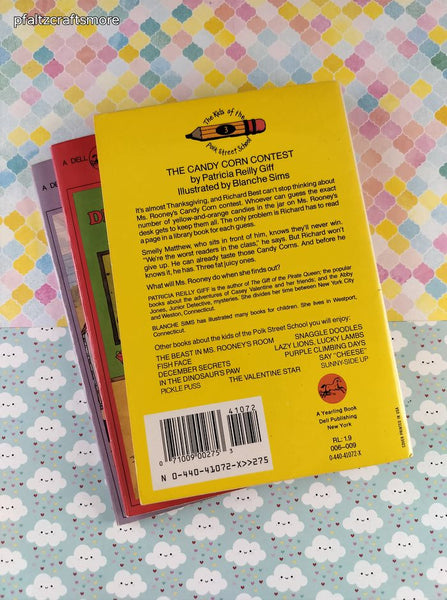 pfaltzcraftsmore
A DELL
A DELL
D
The Kids of the
3
Polk Street School
THE CANDY CORN CONTEST
by Patricia Reilly Giff
Illustrated by Blanche Sims
It's almost Thanksgiving, and Richard Best can't stop thinking about
Ms. Rooney's Candy Corn contest. Whoever can guess the exact
number of yellow-and-orange candies in the jar on Ms. Rooney's
desk gets to keep them all. The only problem is Richard has to read
a page in a library book for each guess.
Smelly Matthew, who sits in front of him, knows they'll never win.
"We're the worst readers in the class," he says. But Richard won't
give up. He can already taste those Candy Corns. And before he
knows it, he has. Three fat juicy ones.
What will Ms. Rooney do when she finds out?
PATRICIA REILLY GIFF is the author of The Gift of the Pirate Queen; the popular
books about the adventures of Casey Valentine and her friends; and the Abby
Jones, Junior Detective, mysteries. She divides her time between New York City
and Weston, Connecticut.
BLANCHE SIMS has illustrated many books for children. She lives in Westport,
Connecticut.
Other books about the kids of the Polk Street School you will enjoy:
THE BEAST IN MS. ROONEY'S ROOM
FISH FACE
DECEMBER SECRETS
IN THE DINOSAUR'S PAW
PICKLE PUSS
THE VALENTINE STAR
SNAGGLE DOODLES
LAZY LIONS, LUCKY LAMBS
PURPLE CLIMBING DAYS
SAY "CHEESE"
SUNNY-SIDE UP
41072
0 71009 00275 3
N 0-440-41072-X>>275
A Yearling Book
Dell Publishing
New York
RL: 1.9
006-009
0-440-41072-X
COVER PRINTED IN USA